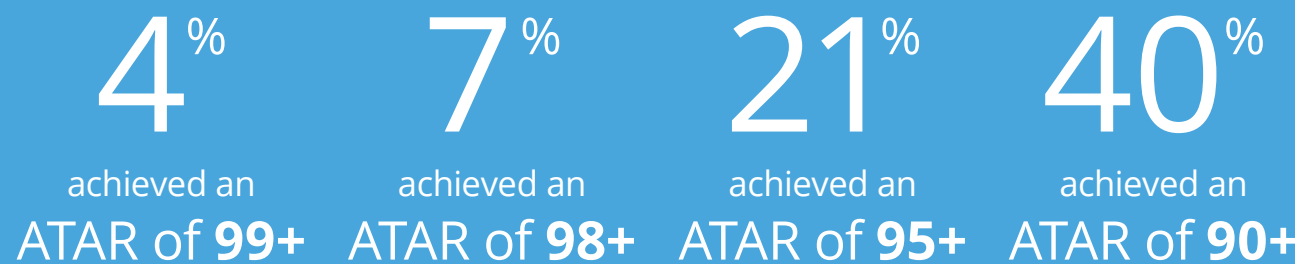 4% 7% 21% 40%
achieved an achieved an achieved an achieved an
ATAR of 99+ ATAR of 98+ ATAR of 95+ ATAR of 90+